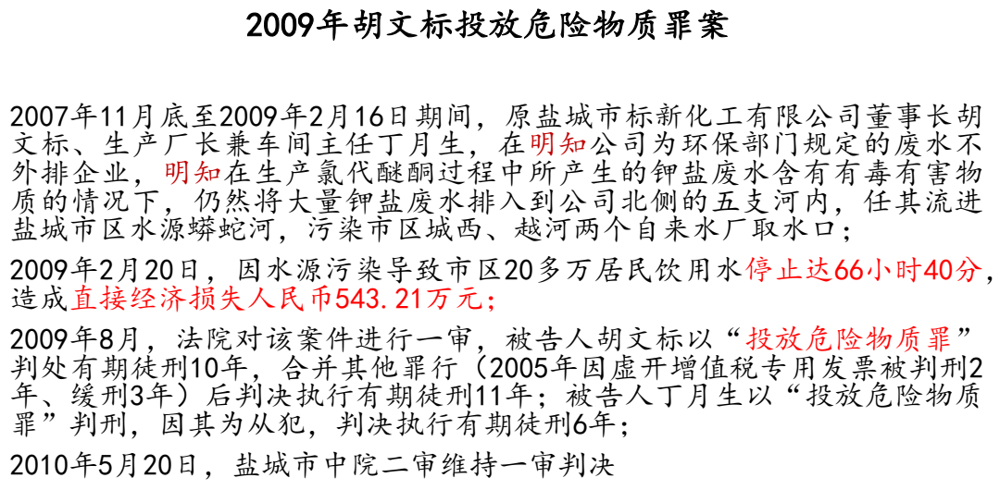 2009年胡文标投放危险物质罪案
2007年11月底至2009年2月16日期间，原盐城市标新化工有限公司董事长胡
文标、生产厂长兼车间主任丁月生，在明知公司为环保部门规定的废水不
外排企业，明知在生产氯代醚酮过程中所产生的钾盐废水含有有毒有害物
质的情况下，仍然将大量钾盐废水排入到公司北侧的五支河内，任其流进
盐城市区水源蟒蛇河，污染市区城西、越河两个自来水厂取水口；
2009年2月20日，因水源污染导致市区20多万居民饮用水停止达66小时40分，
造成直接经济损失人民币543.21万元；
2009年8月，法院对该案件进行一审，被告人胡文标以“投放危险物质罪”
判处有期徒刑10年，合并其他罪行（2005年因虚开增值税专用发票被判刑2
年、缓刑3年）后判决执行有期徒刑11年；被告人丁月生以“投放危险物质
罪”判刑，因其为从犯，判决执行有期徒刑6年；
2010年5月20日，盐城市中院二审维持一审判决